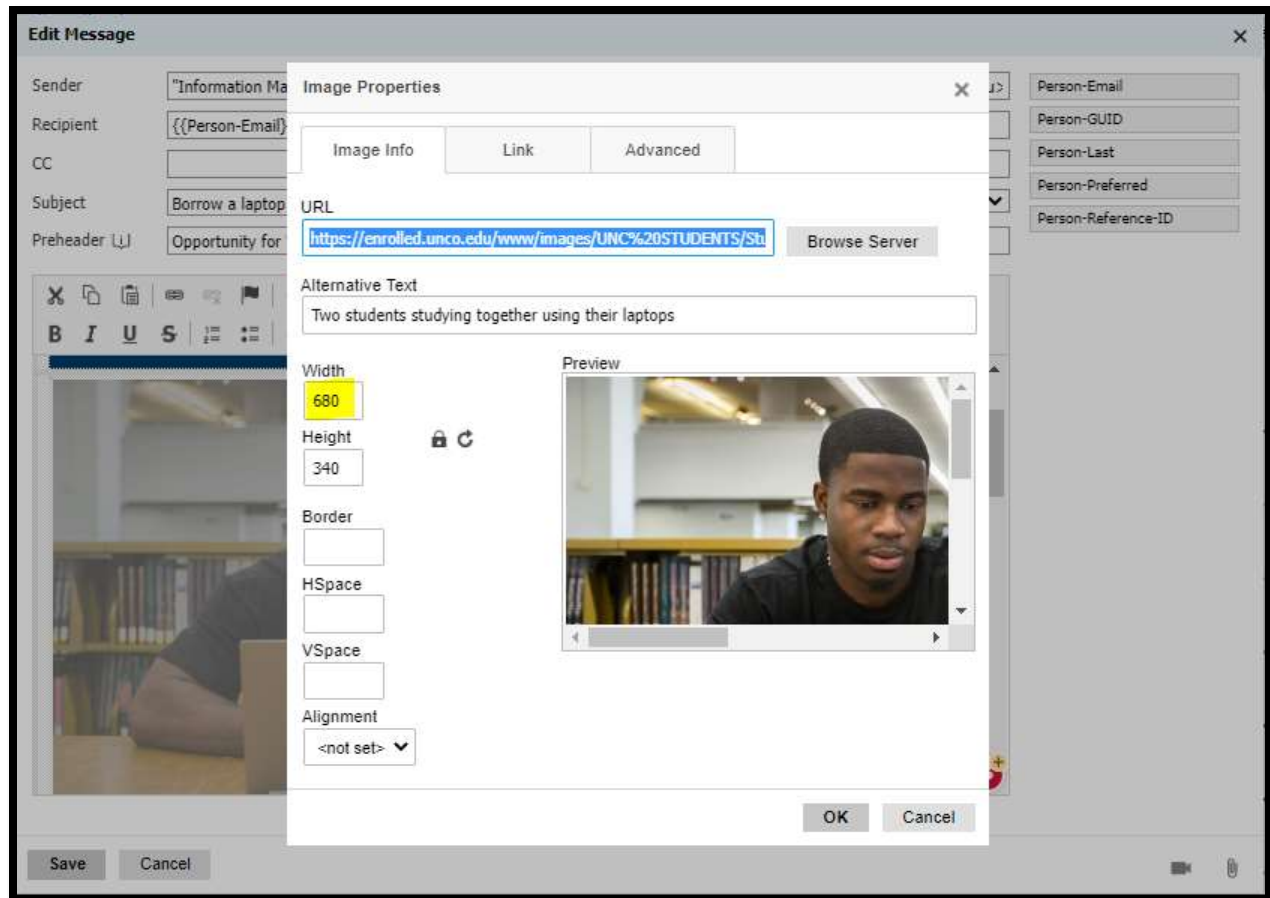 Edit Message
Sender
"Information Ma
u>
Recipient
{{Person-Email}
CC
Subject
Borrow a laptop
Preheader
Opportunity for
Person-Email
Person-GUID
Person-Last
Person-Preferred
Person-Reference-ID
B I U S
Image Properties
Image Info Link Advanced
URL
https://enrolled.unco.edu/www/images/UNC%20STUDENTS/Stu
Browse Server
Alternative Text
Two students studying together using their laptops
Width
680
Height
340
Border
HSpace
VSpace
Alignment
<not set>
Preview
OK Cancel
Save Cancel